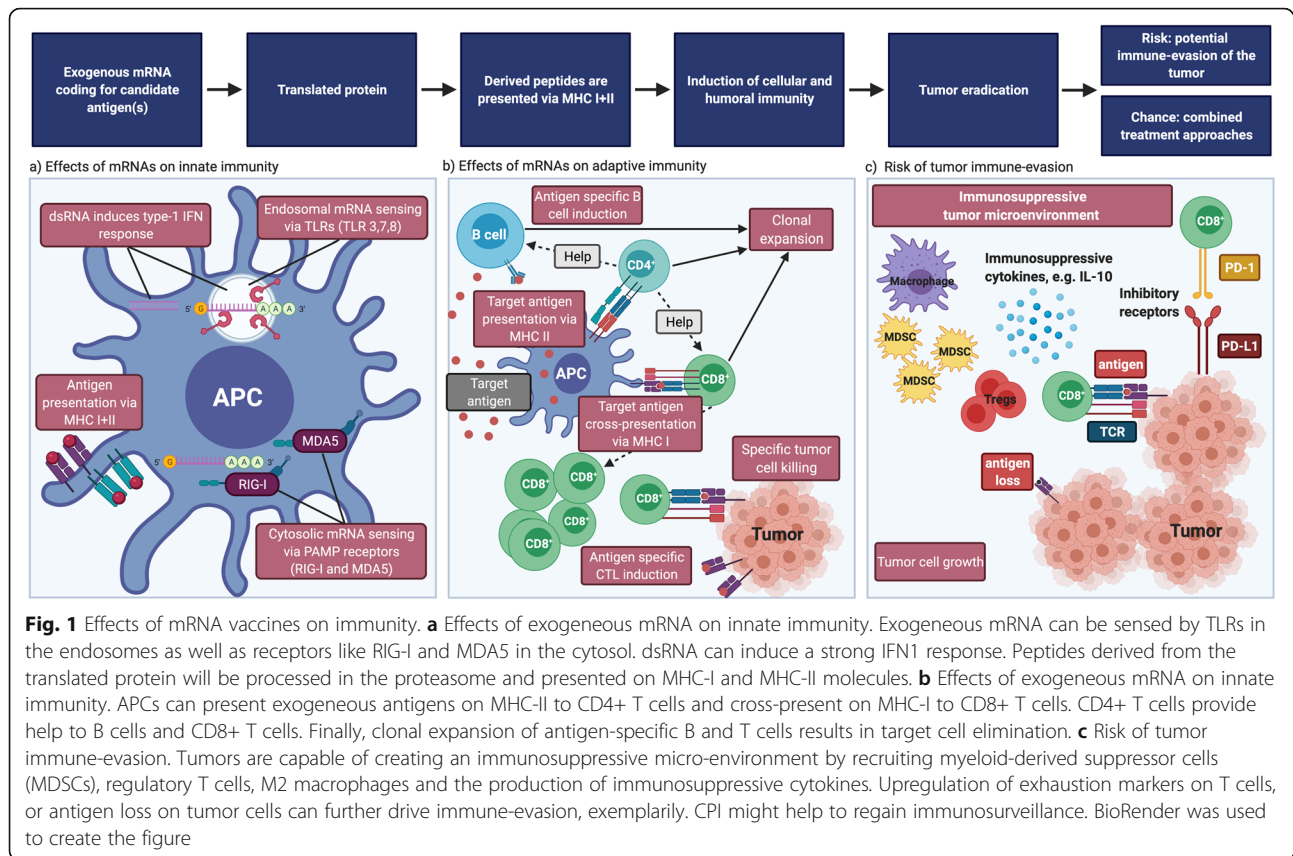 Exogenous mRNA
coding for candidate
antigen(s)
Translated protein
Derived peptides are
presented via MHC I+II
Induction of cellular and
humoral immunity
Tumor eradication
Risk: potential
immune-evasion of the
tumor
Chance: combined
treatment approaches
a) Effects of mRNAs on innate immunity
dsRNA induces type-1 IFN
response
Endosomal mRNA sensing
via TLRs (TLR 3,7,8)
5' G A A A 3'
APC
Antigen
presentation via
MHC I+II
MDA5
5' G A A A 3'
RIG-I
Cytosolic mRNA sensing
via PAMP receptors
(RIG-I and MDA5)
b) Effects of mRNAs on adaptive immunity
Antigen specific B
cell induction
Clonal
expansion
B cell
Help
CD4+
Target antigen
presentation via
MHC II
Help
APC
CD8+
Target
antigen
Target antigen
cross-presentation
via MHC I
Specific tumor
cell killing
CD8+
CD8+
CD8+
CD8+
CD8+
CD8+
Tumor
Antigen specific
CTL induction
c) Risk of tumor immune-evasion
Immunosuppressive
tumor microenvironment
CD8+
Macrophage
Immunosuppressive
cytokines, e.g. IL-10
PD-1
Inhibitory
receptors
MDSC
MDSC
MDSC
PD-L1
antigen
Tregs
CD8+
TCR
antigen
loss
Tumor
Tumor cell growth
Fig. 1 Effects of mRNA vaccines on immunity. a Effects of exogeneous mRNA on innate immunity. Exogeneous mRNA can be sensed by TLRs in
the endosomes as well as receptors like RIG-I and MDA5 in the cytosol. dsRNA can induce a strong IFN1 response. Peptides derived from the
translated protein will be processed in the proteasome and presented on MHC-I and MHC-II molecules. b Effects of exogeneous mRNA on innate
immunity. APCs can present exogeneous antigens on MHC-II to CD4+ T cells and cross-present on MHC-I to CD8+ T cells. CD4+ T cells provide
help to B cells and CD8+ T cells. Finally, clonal expansion of antigen-specific B and T cells results in target cell elimination. c Risk of tumor
immune-evasion. Tumors are capable of creating an immunosuppressive micro-environment by recruiting myeloid-derived suppressor cells
(MDSCs), regulatory T cells, M2 macrophages and the production of immunosuppressive cytokines. Upregulation of exhaustion markers on T cells,
or antigen loss on tumor cells can further drive immune-evasion, exemplarily. CPI might help to regain immunosurveillance. BioRender was used
to create the figure